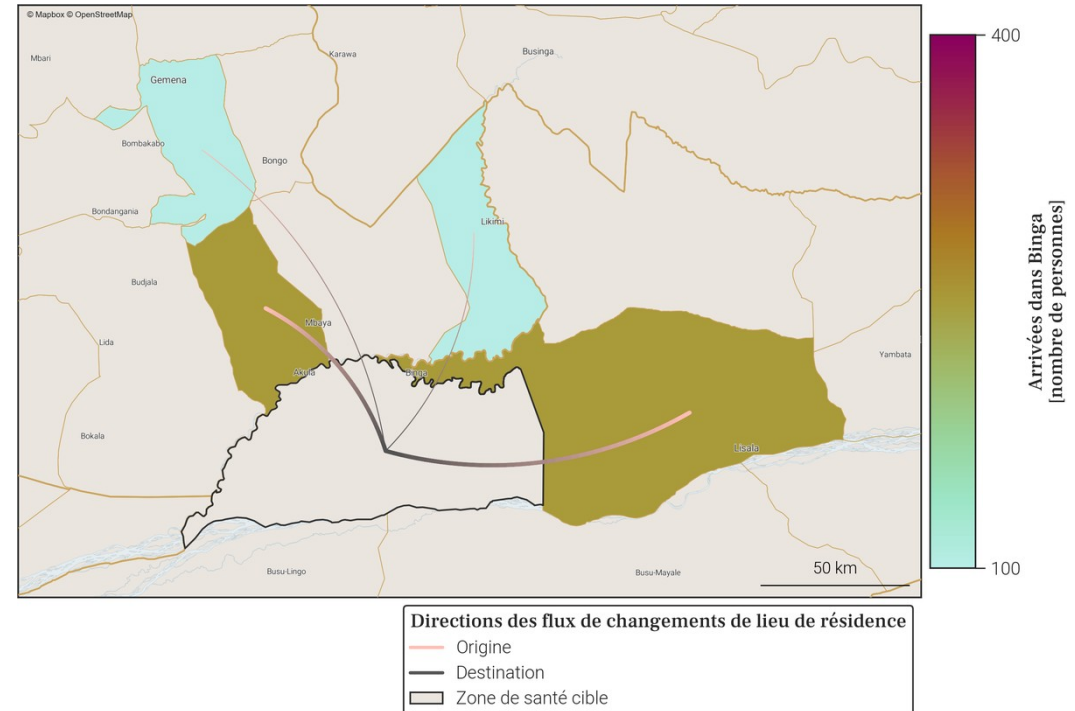 © Mapbox © OpenStreetMap
Mbari
Karawa
Businga
Gemena
Bombakabo
Bongo
Bondangania
Likimi
Budjala
Mbaya
Lida
Yambata
Akula
Binga
Bokala
Lisala
Busu-Lingo
Busu-Mayale
50 km
400
100
Arrivées dans Binga
[nombre de personnes]
Directions des flux de changements de lieu de résidence
Origine
Destination
Zone de santé cible